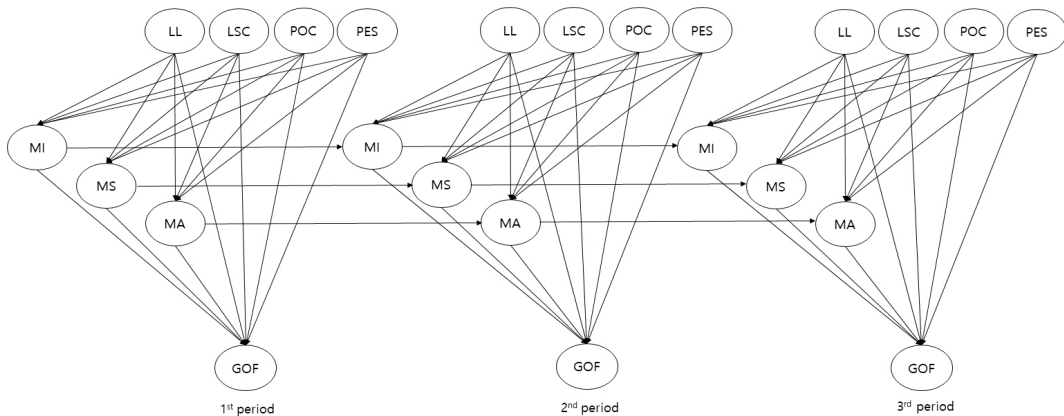 LL LSC POC PES LL LSC POC PES LL LSC POC PES
MI MI MI
MS MS MS
MA MA MA
GOF GOF GOF
1st period 2nd period 3rd period